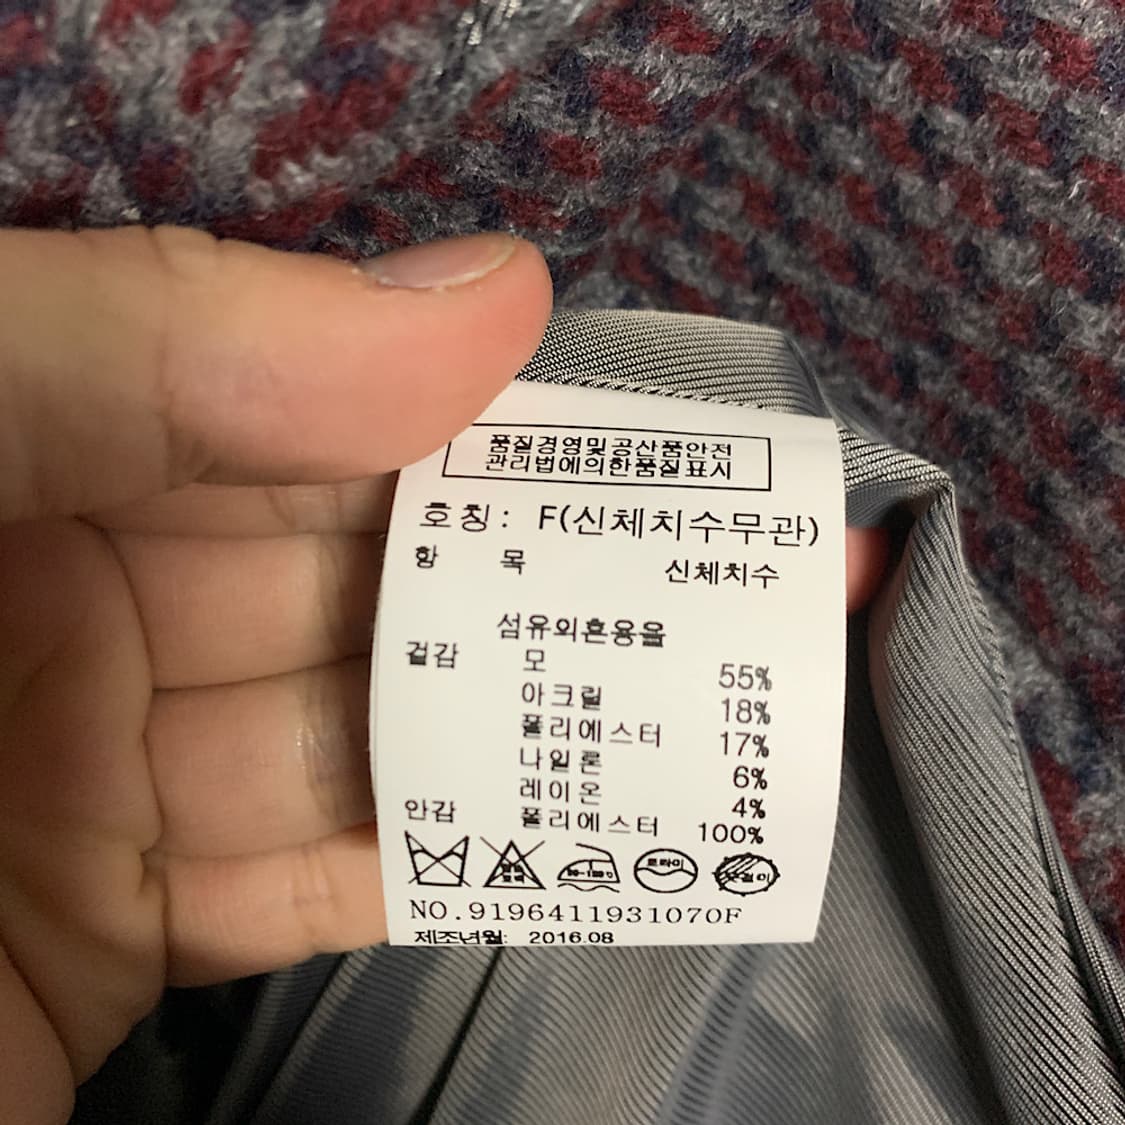 품질경영및공산품안전
관리법에의한품질표시
호칭: F(신체치수무관)
항 목 신체치수
섬유외혼용율
겉감 모 55%
아크릴 18%
폴리에스터 17%
나일론 6%
레이온 4%
안감 폴리에스터 100%
드라이
NO.9196411931070F
제조년월: 2016.08